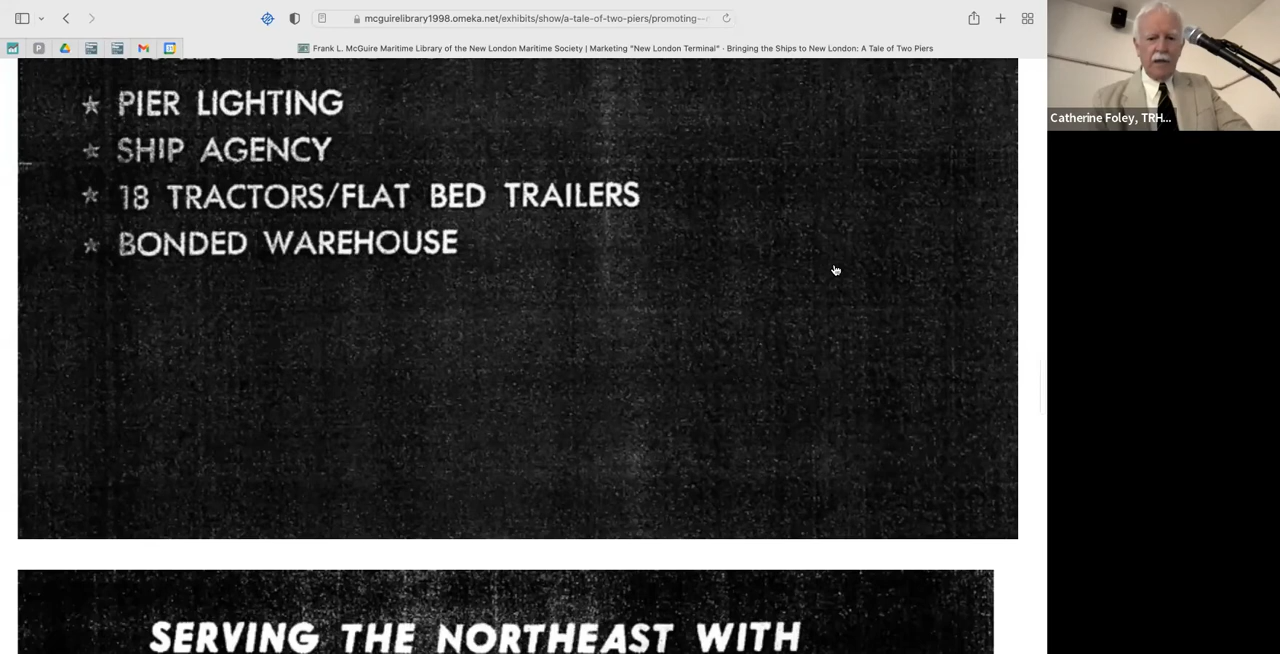 mcguirelibrary1998.omeka.net/exhibits/show/a-tale-of-two-piers/promoting--
Frank L. McGuire Maritime Library of the New London Maritime Society | Marketing "New London Terminal" · Bringing the Ships to New London: A Tale of Two Piers
★ PIER LIGHTING
★ SHIP AGENCY
★ 18 TRACTORS/FLAT BED TRAILERS
★ BONDED WAREHOUSE
SERVING THE NORTHEAST WITH
Catherine Foley, TRH...